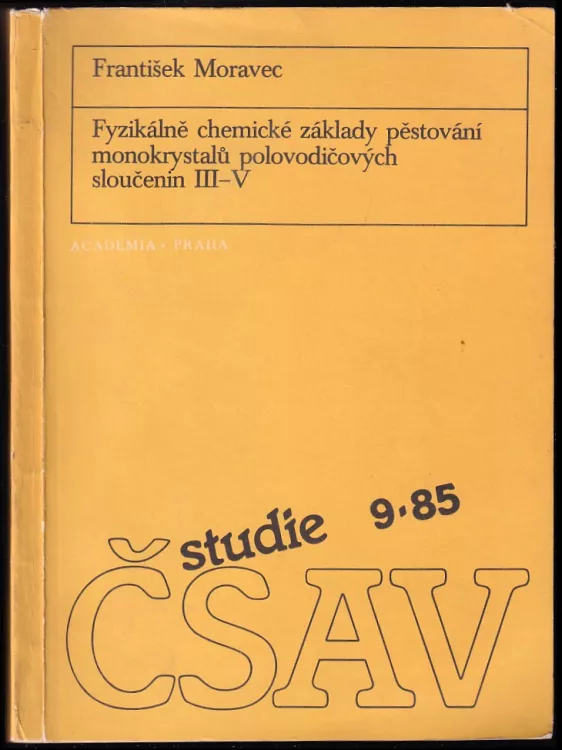 František Moravec
Fyzikálně chemické základy pěstování
monokrystalů polovodičových
sloučenin III–V
ACADEMIA · PRAHA
studie 9·85
ČSAV